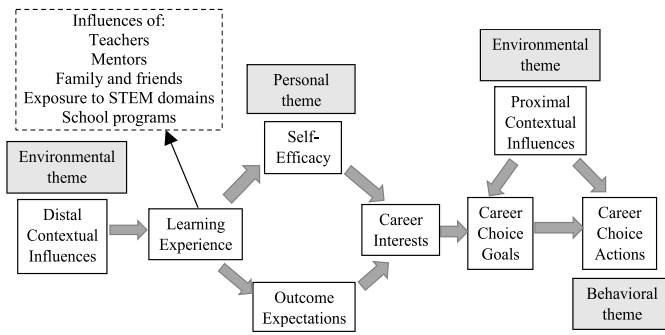 Influences of:
Teachers
Mentors
Family and friends
Exposure to STEM domains
School programs
Environmental
theme
Distal
Contextual
Influences
Learning
Experience
Personal
theme
Self-
Efficacy
Outcome
Expectations
Career
Interests
Environmental
theme
Proximal
Contextual
Influences
Career
Choice
Goals
Career
Choice
Actions
Behavioral
theme